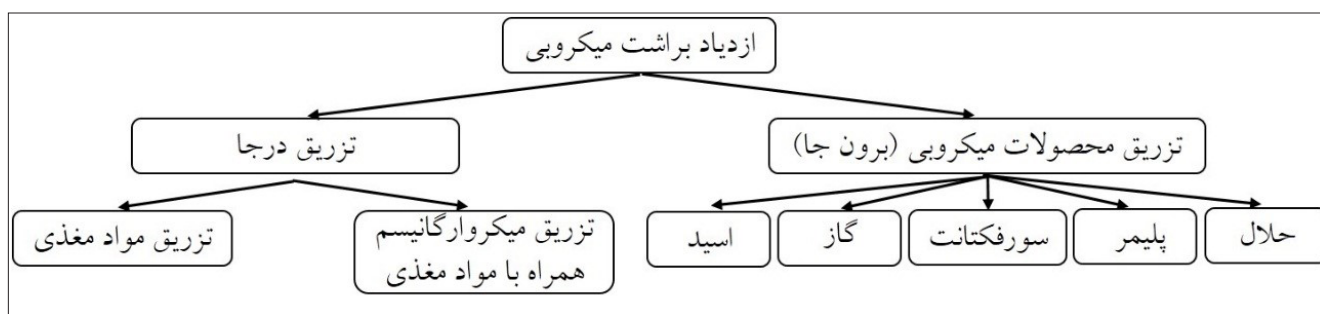 ازدیاد براشت میکروبی
تزریق محصولات میکروبی (برون جا)
تزریق درجا
حلال
پلیمر
سورفکتانت
گاز
اسید
تزریق میکروارگانیسم
همراه با مواد مغذی
تزریق مواد مغذی